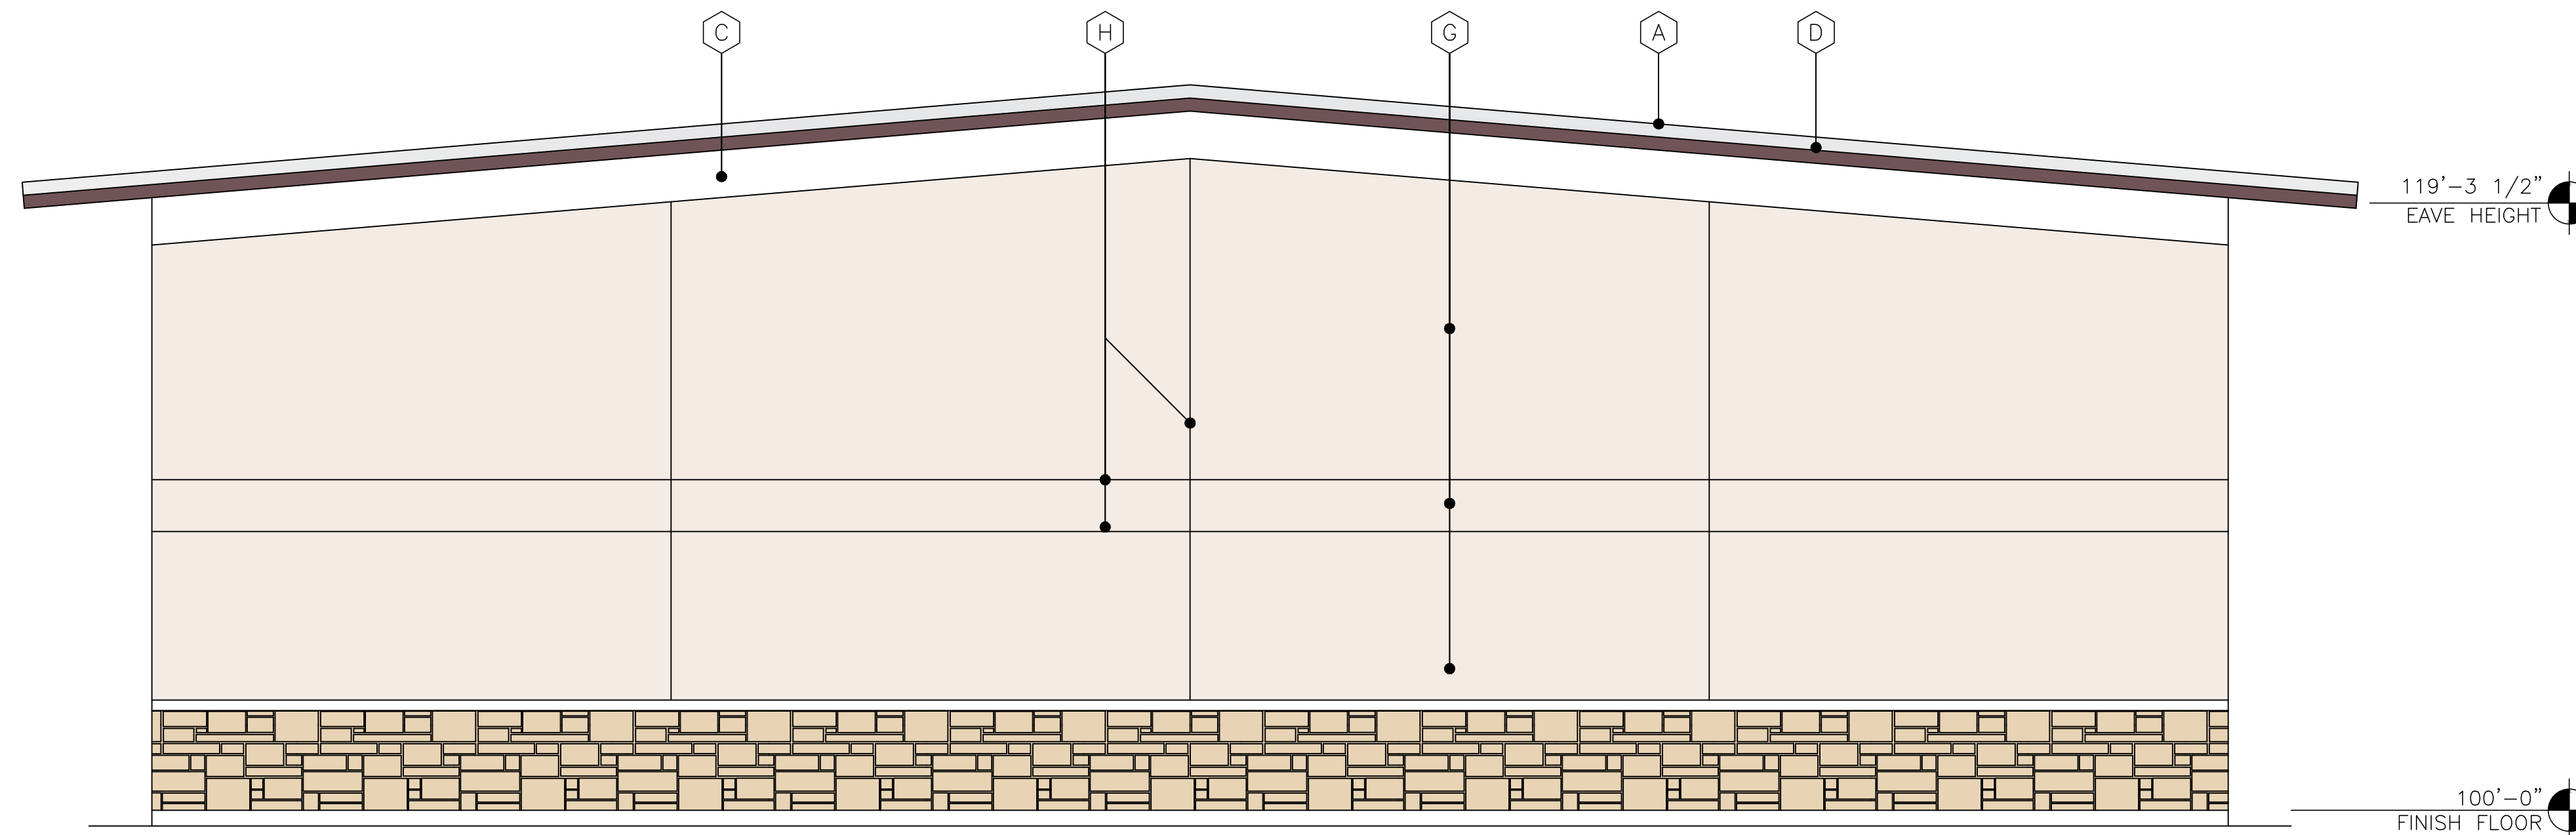 C
H
G
A
D
119'-3 1/2"
EAVE HEIGHT
100'-0"
FINISH FLOOR